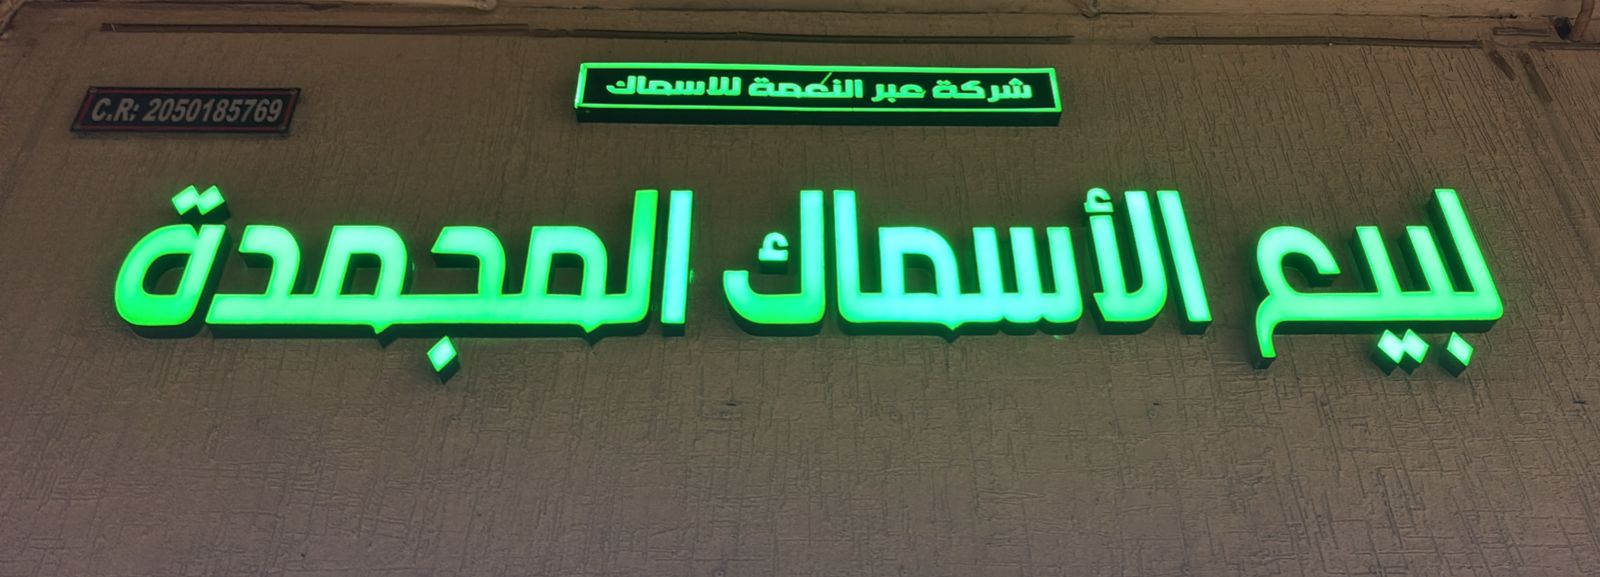 شركة عبر النعمة للاسماك
C.R: 2050185769
لبيع الأسماك المجمدة